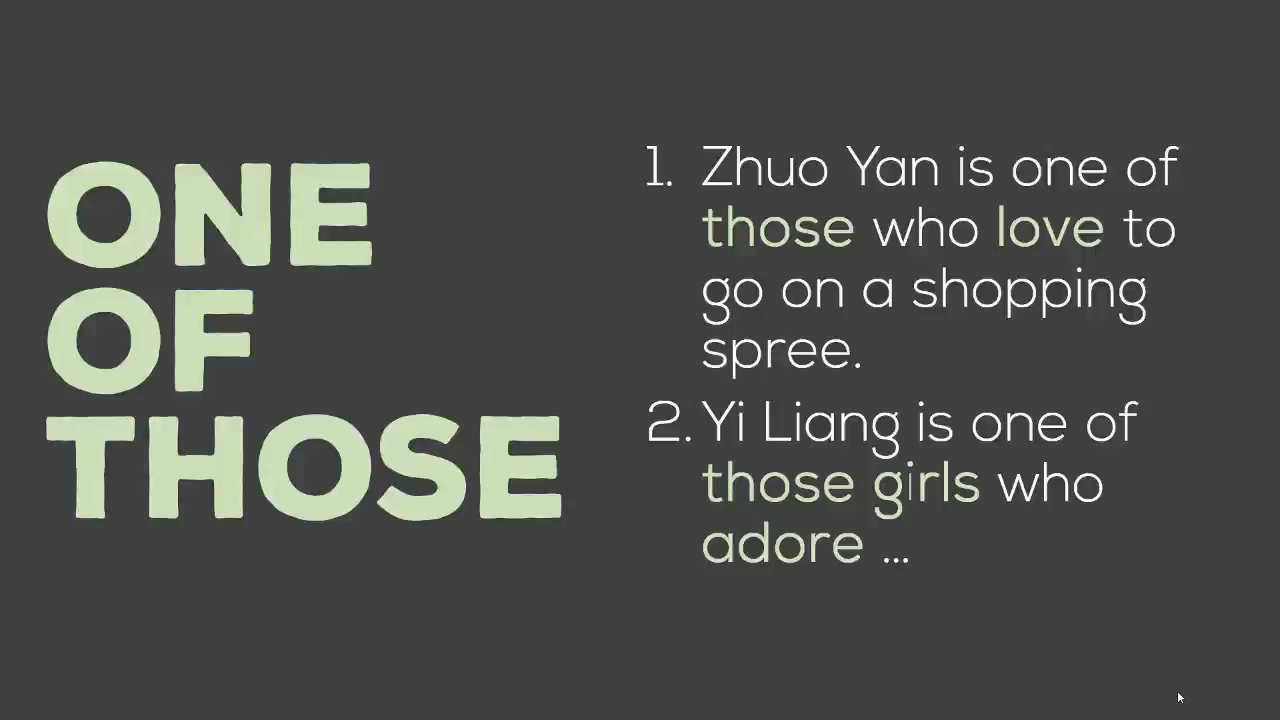 ONE
OF
THOSE
1. Zhuo Yan is one of
those who love to
go on a shopping
spree.
2. Yi Liang is one of
those girls who
adore ...